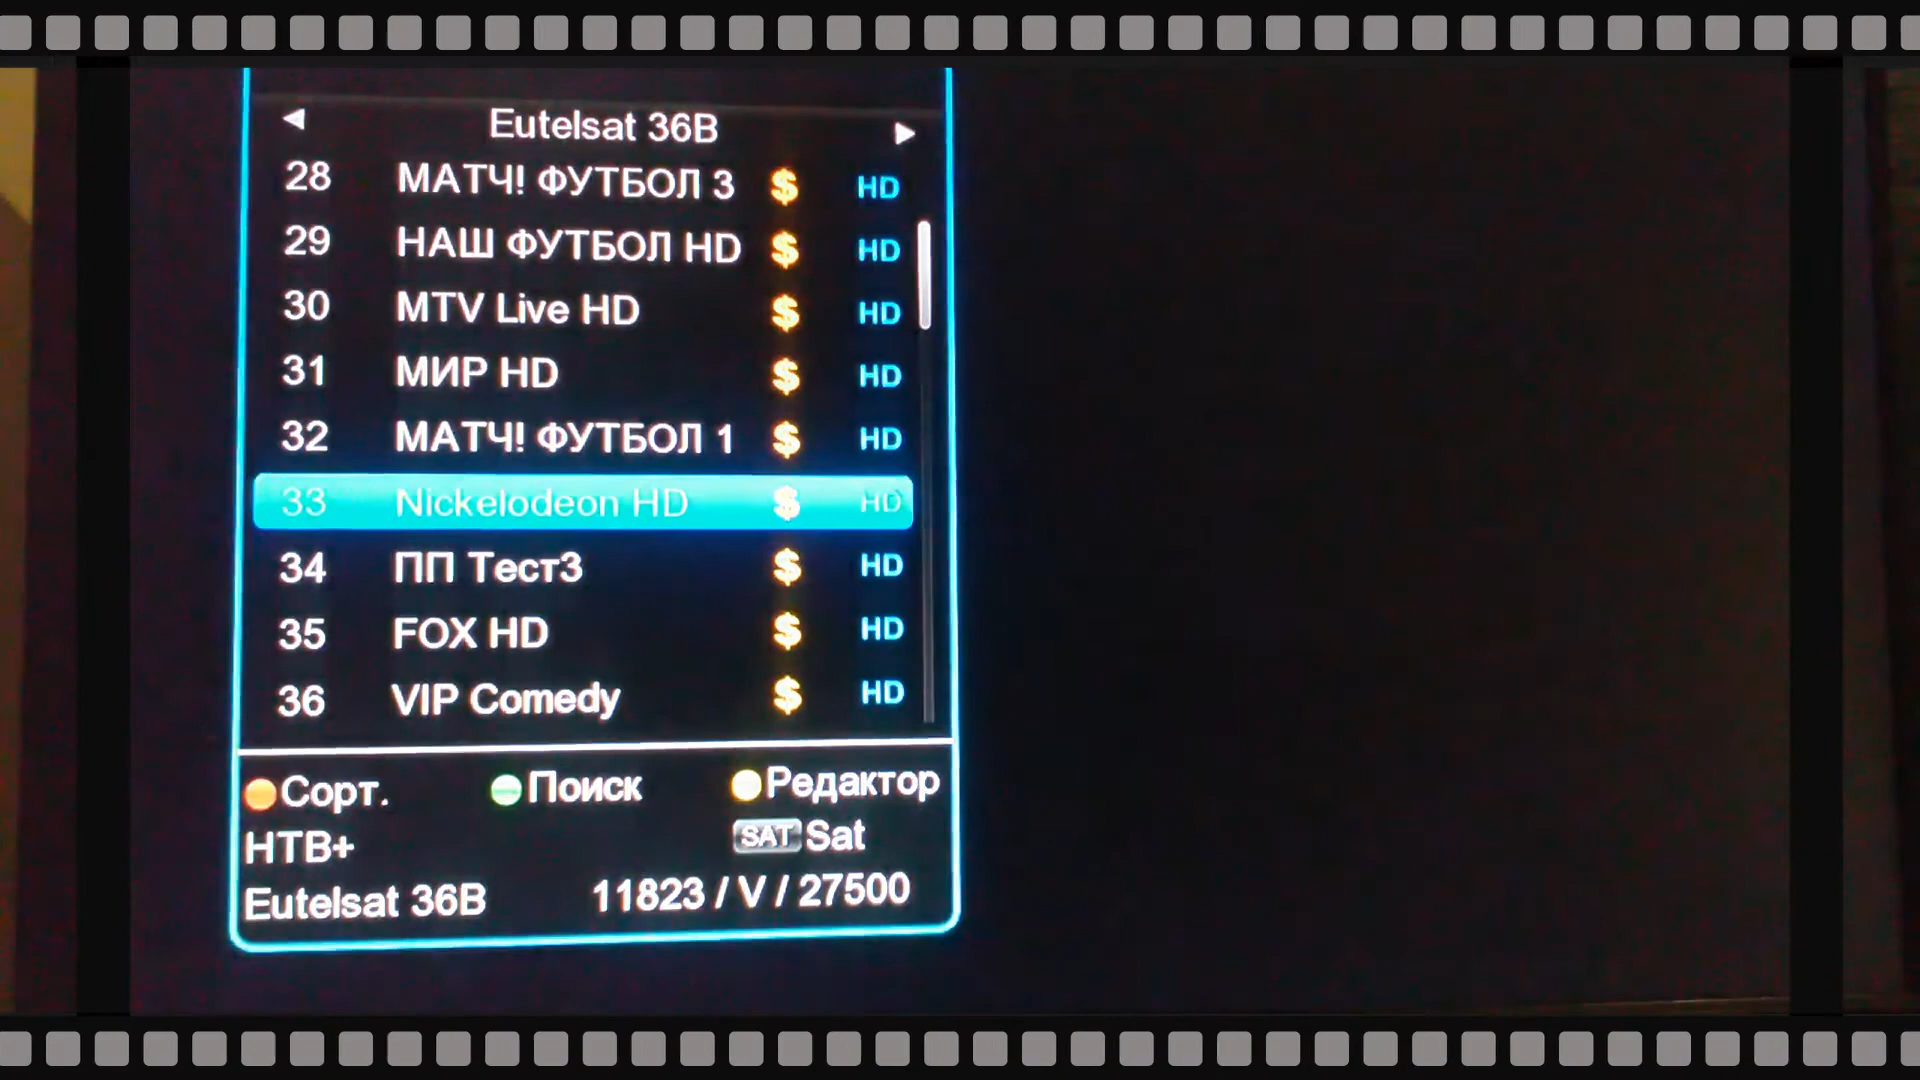 Eutelsat 36B
28 МАТЧ! ФУТБОЛ 3 $ HD
29 НАШ ФУТБОЛ HD $ HD
30 MTV Live HD $ HD
31 МИР HD $ HD
32 МАТЧ! ФУТБОЛ 1 $ HD
33 Nickelodeon HD $ HD
34 ПП Тест3 $ HD
35 FOX HD $ HD
36 VIP Comedy $ HD
Сорт. Поиск Редактор
НТВ+ SAT Sat
Eutelsat 36B 11823 / V / 27500